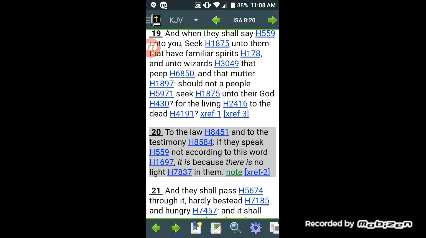 38% 11:08 AM
KJV ISA 8:20
19 And when they shall say H559
unto you, Seek H1875 unto them
that have familiar spirits H178,
and unto wizards H3049 that
peep H6850, and that mutter
H1897: should not a people
H5971 seek H1875 unto their God
H430? for the living H2416 to the
dead H4191? xref 1 [xref 3]
20 To the law H8451 and to the
testimony H8584: if they speak
H559 not according to this word
H1697, it is because there is no
light H7837 in them. note [xref-2]
21 And they shall pass H5674
through it, hardly bestead H7185
and hungry H7457: and it shall
Recorded by MOBIZEN